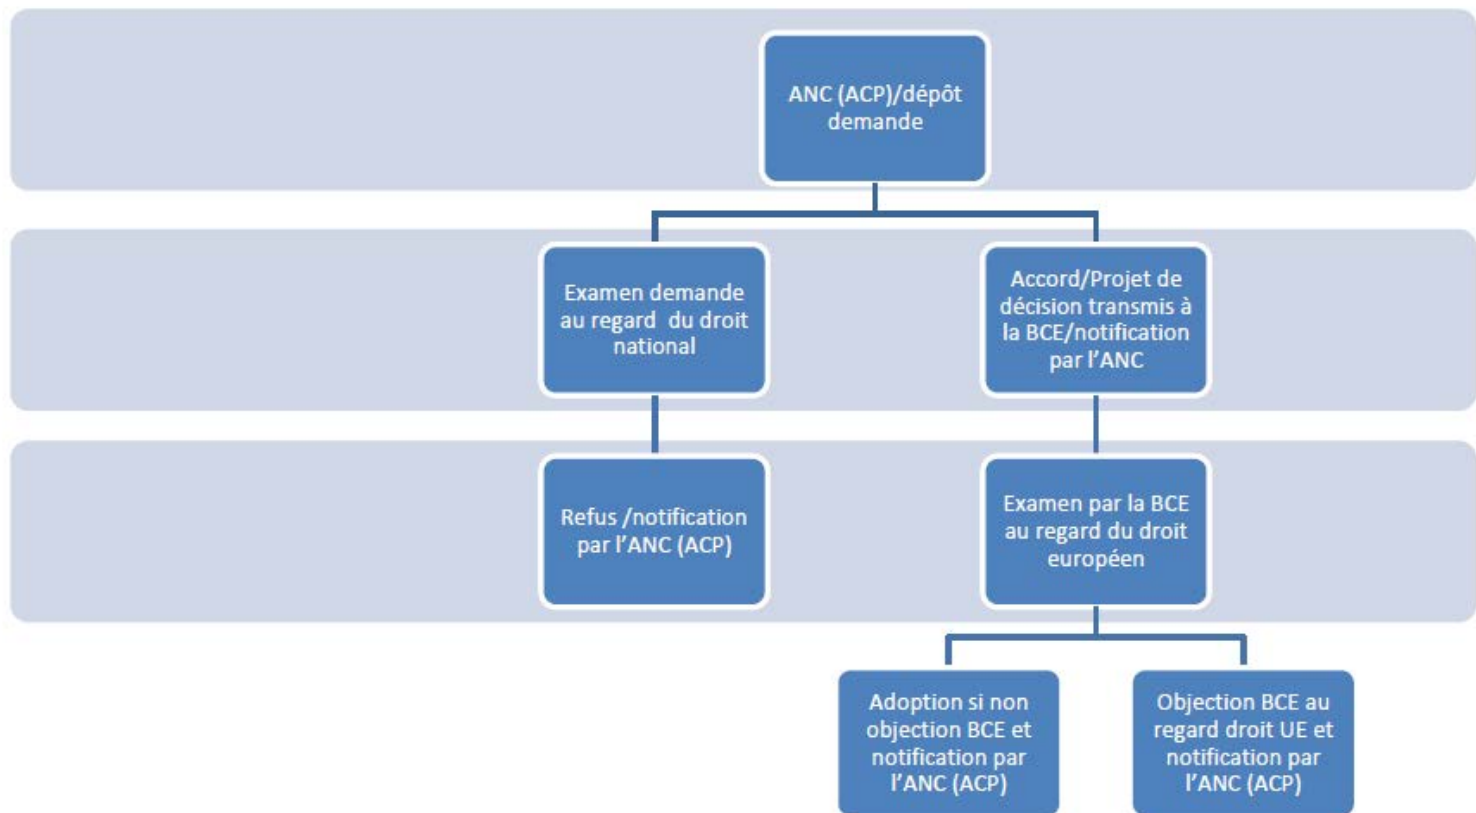 ANC (ACP)/dépôt
demande
Examen demande
au regard  du droit
national
Accord/Projet de
décision transmis à
la BCE/notification
par l’ANC
Refus /notification
par l’ANC (ACP)
Examen par la BCE
au regard du droit
européen
Adoption si non
objection BCE et
notification par
l’ANC (ACP)
Objection BCE au
regard droit UE et
notification par
l’ANC (ACP)